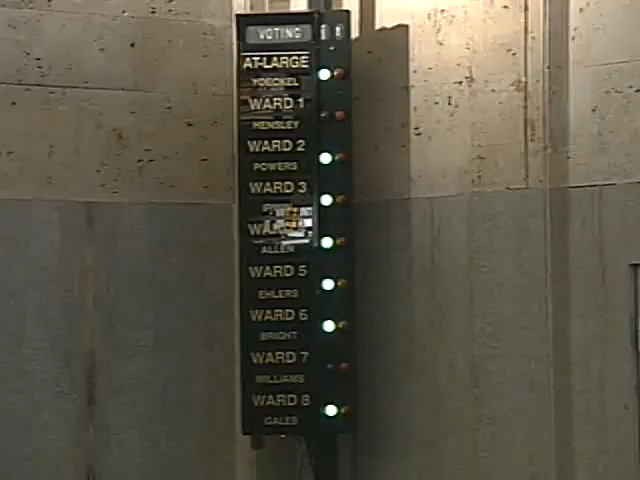 VOTING
AT-LARGE
YOECKEL
WARD 1
HENSLEY
WARD 2
POWERS
WARD 3
ALLEN
WARD 5
EHLERS
WARD 6
BRIGHT
WARD 7
WILLIAMS
WARD 8
GALES